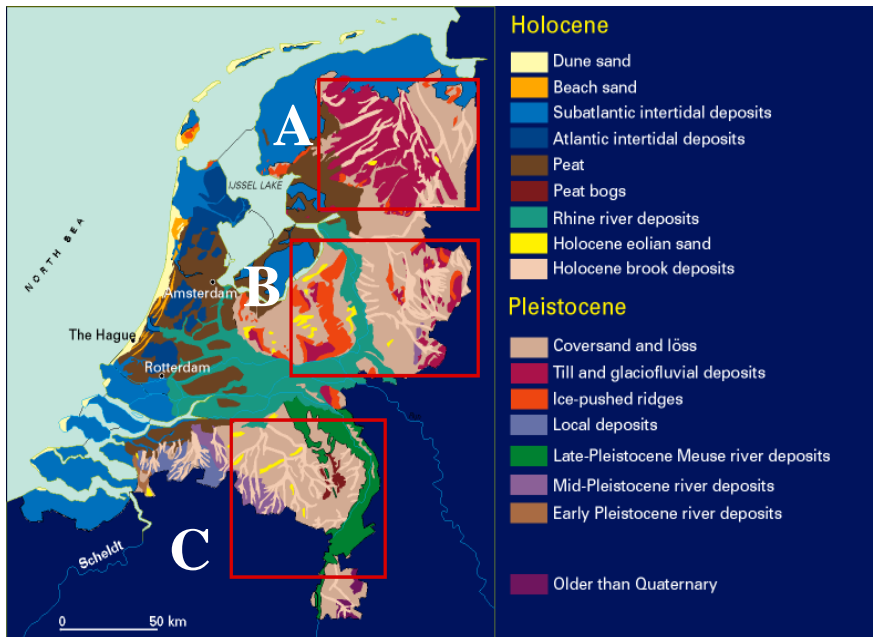 Holocene
Dune sand
Beach sand
Subatlantic intertidal deposits
Atlantic intertidal deposits
Peat
Peat bogs
Rhine river deposits
Holocene eolian sand
Holocene brook deposits
Pleistocene
Coversand and löss
Till and glaciofluvial deposits
Ice-pushed ridges
Local deposits
Late-Pleistocene Meuse river deposits
Mid-Pleistocene river deposits
Early Pleistocene river deposits
Older than Quaternary
A
IJSSEL LAKE
NORTH SEA
B
Amsterdam
The Hague
Rotterdam
C
Scheldt
0 50 km